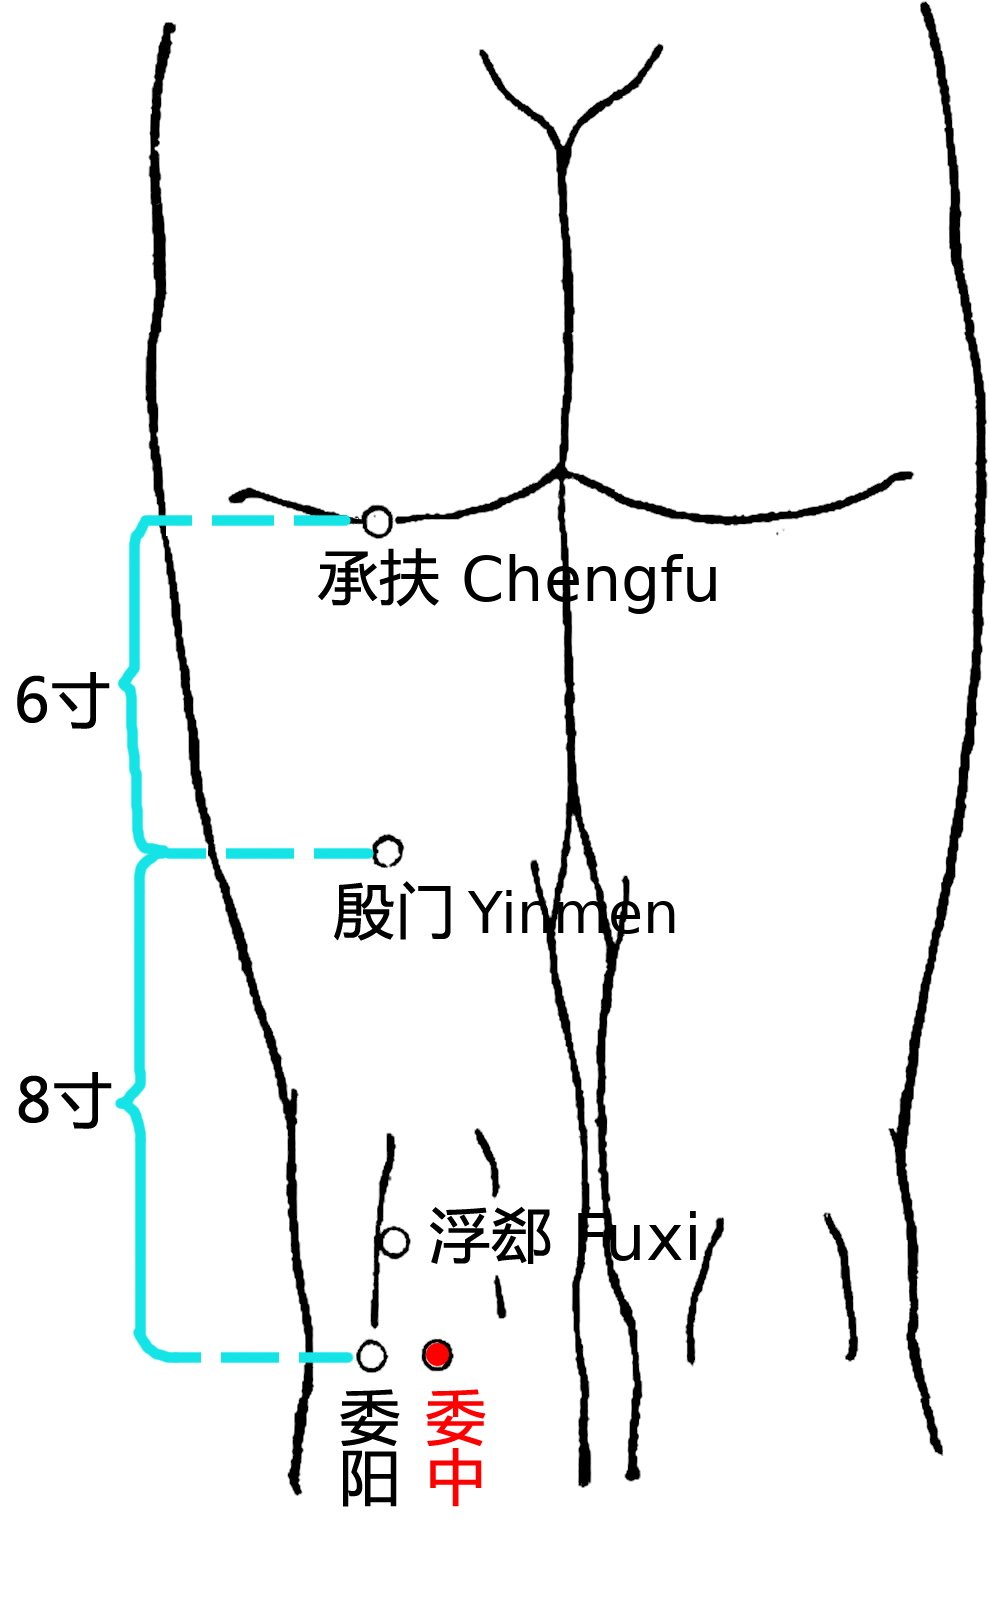 承扶 Chengfu
6寸
殷门 Yinmen
8寸
浮郄 Fuxi
委阳
委中